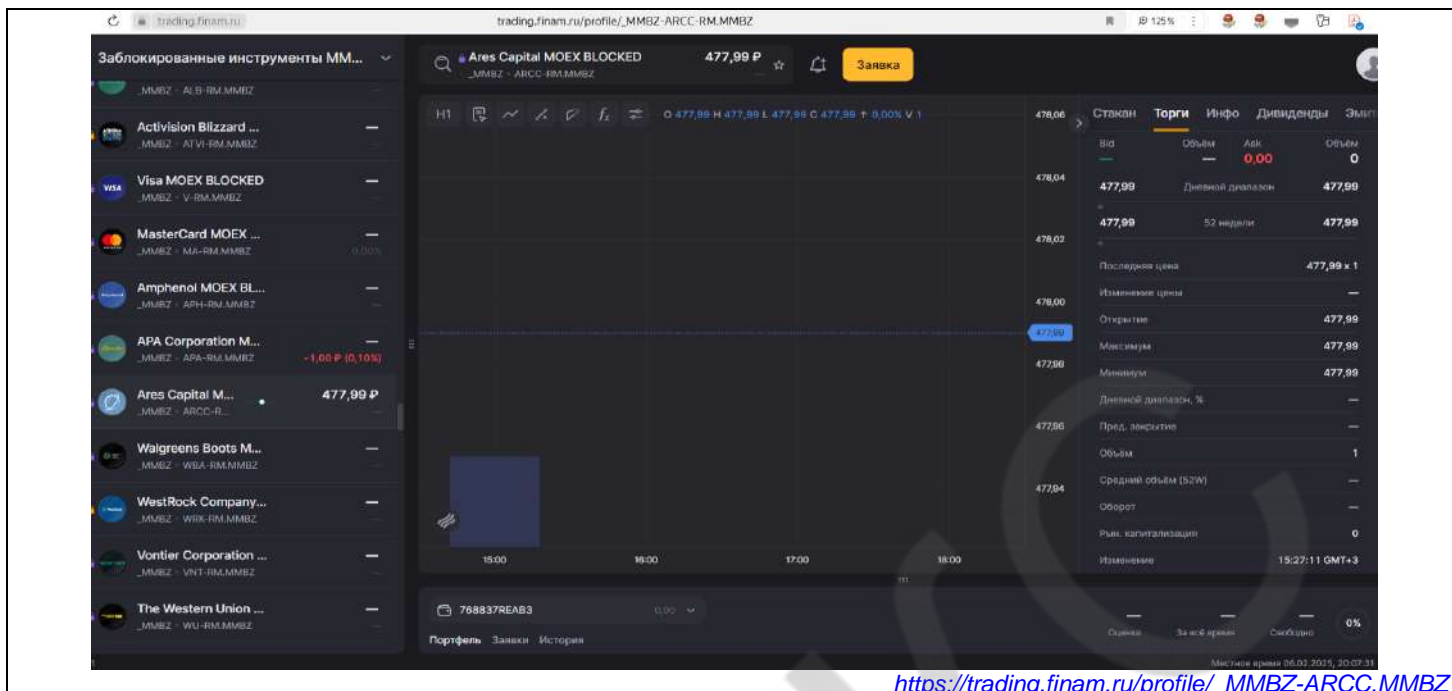 trading.finam.ru
trading.finam.ru/profile/_MMBZ-ARCC-RM.MMBZ
125 %
Заблокированные инструменты MM...
_MMBZ · ALB-RM.MMBZ
Activision Blizzard ...
_MMBZ · ATVI-RM.MMBZ
Visa MOEX BLOCKED
_MMBZ · V-RM.MMBZ
MasterCard MOEX ...
_MMBZ · MA-RM.MMBZ 0,00%
Amphenol MOEX BL...
_MMBZ · APH-RM.MMBZ
APA Corporation M...
_MMBZ · APA-RM.MMBZ -1,00 ₽ (0,10%)
Ares Capital M... 477,99 ₽
_MMBZ · ARCC-R...
Walgreens Boots M...
_MMBZ · WBA-RM.MMBZ
WestRock Company...
_MMBZ · WRK-RM.MMBZ
Vontier Corporation ...
_MMBZ · VNT-RM.MMBZ
The Western Union ...
_MMBZ · WU-RM.MMBZ
Ares Capital MOEX BLOCKED 477,99 ₽
_MMBZ · ARCC-RM.MMBZ
Заявка
H1 O 477,99 H 477,99 L 477,99 C 477,99 ↑ 0,00% V 1
478,06
478,04
478,02
478,00
477,99
477,98
477,96
477,94
15:00 16:00 17:00 18:00
768837REAB3 0,00
Портфель Заявки История
Оценка За всё время Свободно 0%
Стакан Торги Инфо Дивиденды Эмит
Bid Объём Ask Объём
— — 0,00 0
477,99 Дневной диапазон 477,99
477,99 52 недели 477,99
Последняя цена 477,99 x 1
Изменение цены —
Открытие 477,99
Максимум 477,99
Минимум 477,99
Дневной диапазон, % —
Пред. закрытие —
Объём 1
Средний объём (52W) —
Оборот —
Рын. капитализация 0
Изменение 15:27:11 GMT+3
Местное время 06.02.2025, 20:07:31
https://trading.finam.ru/profile/_MMBZ-ARCC.MMBZ